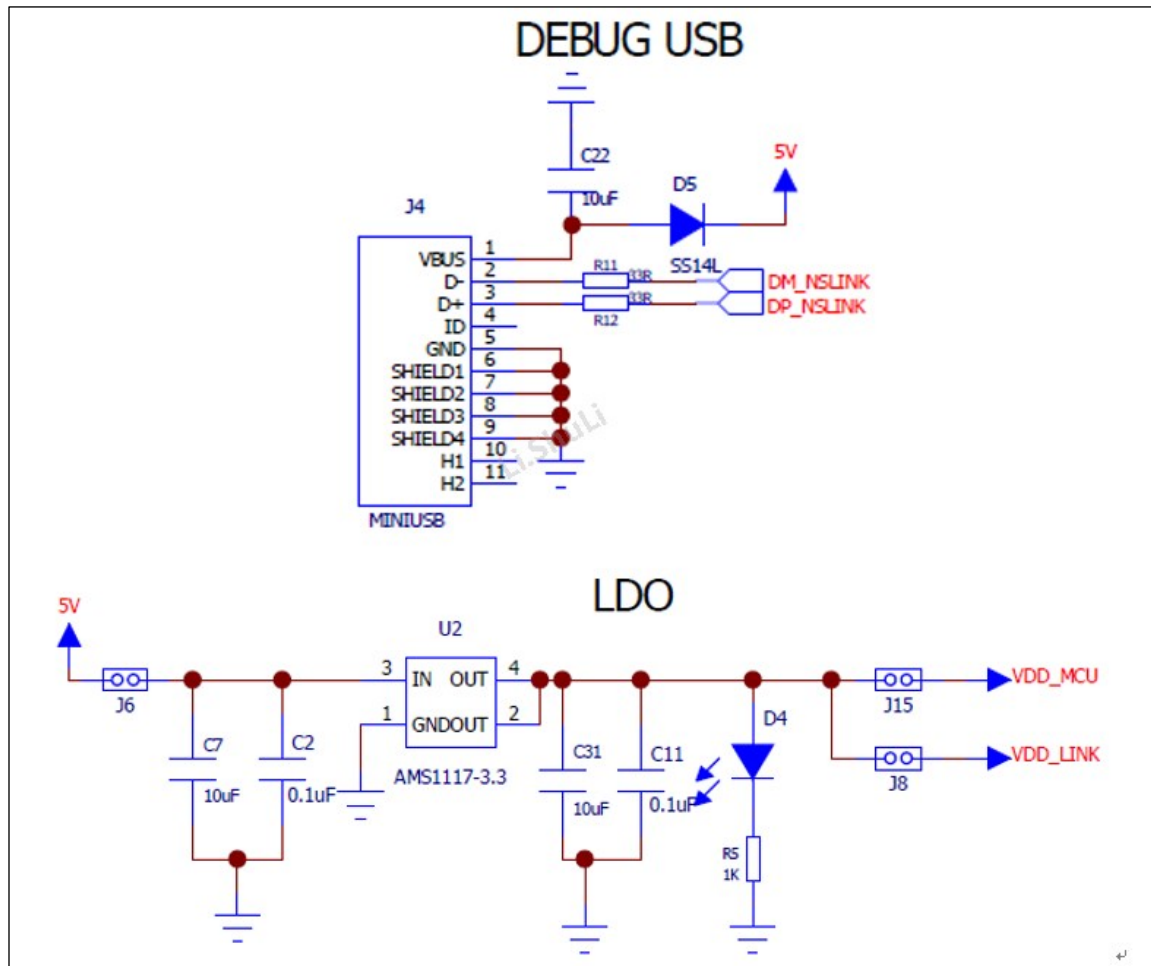 DEBUG USB
C22
10uF
5V
D5
SS14L
J4
VBUS 1
D- 2
D+ 3
ID 4
GND 5
SHIELD1 6
SHIELD2 7
SHIELD3 8
SHIELD4 9
H1 10
H2 11
MINIUSB
R11 33R
DM_NSLINK
33R
R12
DP_NSLINK
Li.ShuLi
LDO
5V
J6
C7
10uF
C2
0.1uF
U2
3 IN OUT 4
1 GNDOUT 2
AMS1117-3.3
C31
10uF
C11
0.1uF
D4
R5
1K
J15
VDD_MCU
J8
VDD_LINK